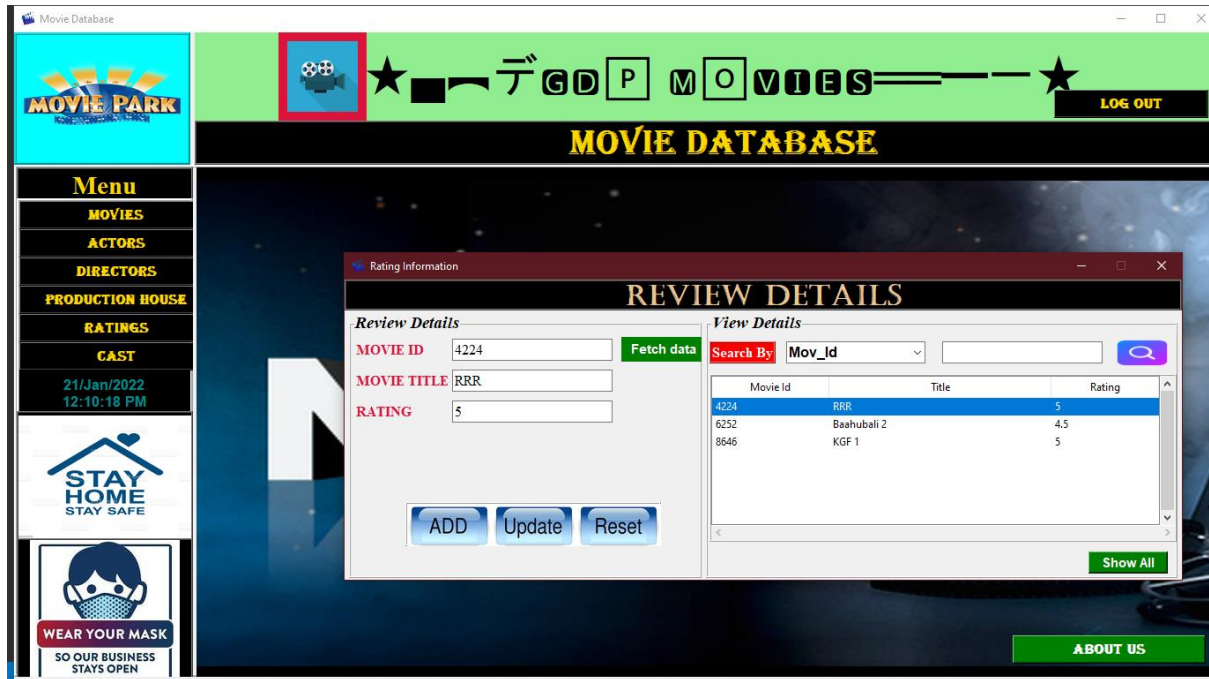 Movie Database
MOVIE PARK
★▄︻デGDP MOVIES══━一★
LOG OUT
MOVIE DATABASE
Menu
MOVIES
ACTORS
DIRECTORS
PRODUCTION HOUSE
RATINGS
CAST
21/Jan/2022
12:10:18 PM
STAY
HOME
STAY SAFE
WEAR YOUR MASK
SO OUR BUSINESS
STAYS OPEN
Rating Information
REVIEW DETAILS
Review Details
MOVIE ID 4224 Fetch data
MOVIE TITLE RRR
RATING 5
ADD Update Reset
View Details
Search By Mov_Id
Movie Id Title Rating
4224 RRR 5
6252 Baahubali 2 4.5
8646 KGF 1 5
Show All
N
ABOUT US